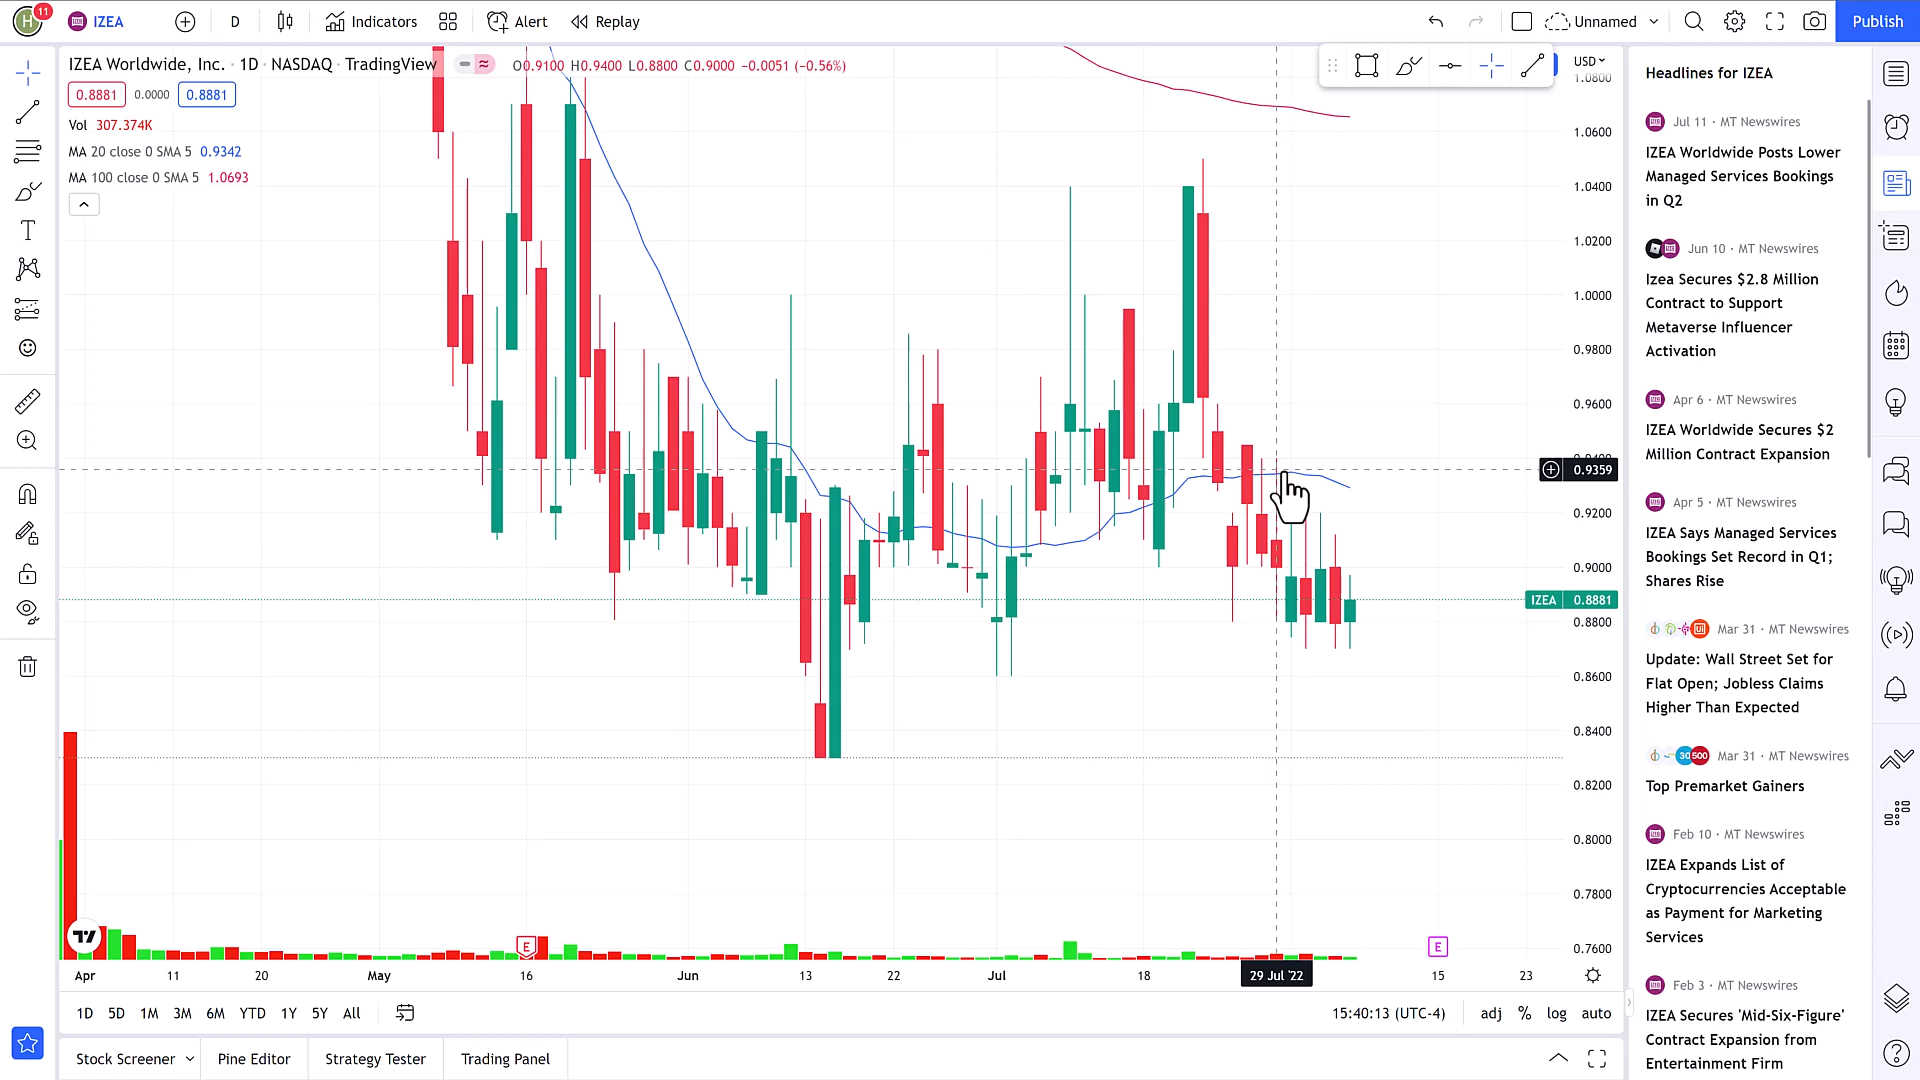 H 11 IZEA D Indicators Alert Replay Unnamed Publish
IZEA Worldwide, Inc. · 1D · NASDAQ · TradingView O0.9100 H0.9400 L0.8800 C0.9000 −0.0051 (−0.56%)
0.8881 0.0000 0.8881
Vol 307.374K
MA 20 close 0 SMA 5 0.9342
MA 100 close 0 SMA 5 1.0693
USD
1.0800
1.0600
1.0400
1.0200
1.0000
0.9800
0.9600
0.9400
0.9359
0.9200
0.9000
IZEA 0.8881
0.8800
0.8600
0.8400
0.8200
0.8000
0.7800
0.7600
E E
Apr 11 20 May 16 Jun 13 22 Jul 18 29 Jul '22 15 23
1D 5D 1M 3M 6M YTD 1Y 5Y All 15:40:13 (UTC-4) adj % log auto
Stock Screener Pine Editor Strategy Tester Trading Panel
Headlines for IZEA
Jul 11 · MT Newswires
IZEA Worldwide Posts Lower
Managed Services Bookings
in Q2
Jun 10 · MT Newswires
Izea Secures $2.8 Million
Contract to Support
Metaverse Influencer
Activation
Apr 6 · MT Newswires
IZEA Worldwide Secures $2
Million Contract Expansion
Apr 5 · MT Newswires
IZEA Says Managed Services
Bookings Set Record in Q1;
Shares Rise
Mar 31 · MT Newswires
Update: Wall Street Set for
Flat Open; Jobless Claims
Higher Than Expected
30 500 Mar 31 · MT Newswires
Top Premarket Gainers
Feb 10 · MT Newswires
IZEA Expands List of
Cryptocurrencies Acceptable
as Payment for Marketing
Services
Feb 3 · MT Newswires
IZEA Secures 'Mid-Six-Figure'
Contract Expansion from
Entertainment Firm